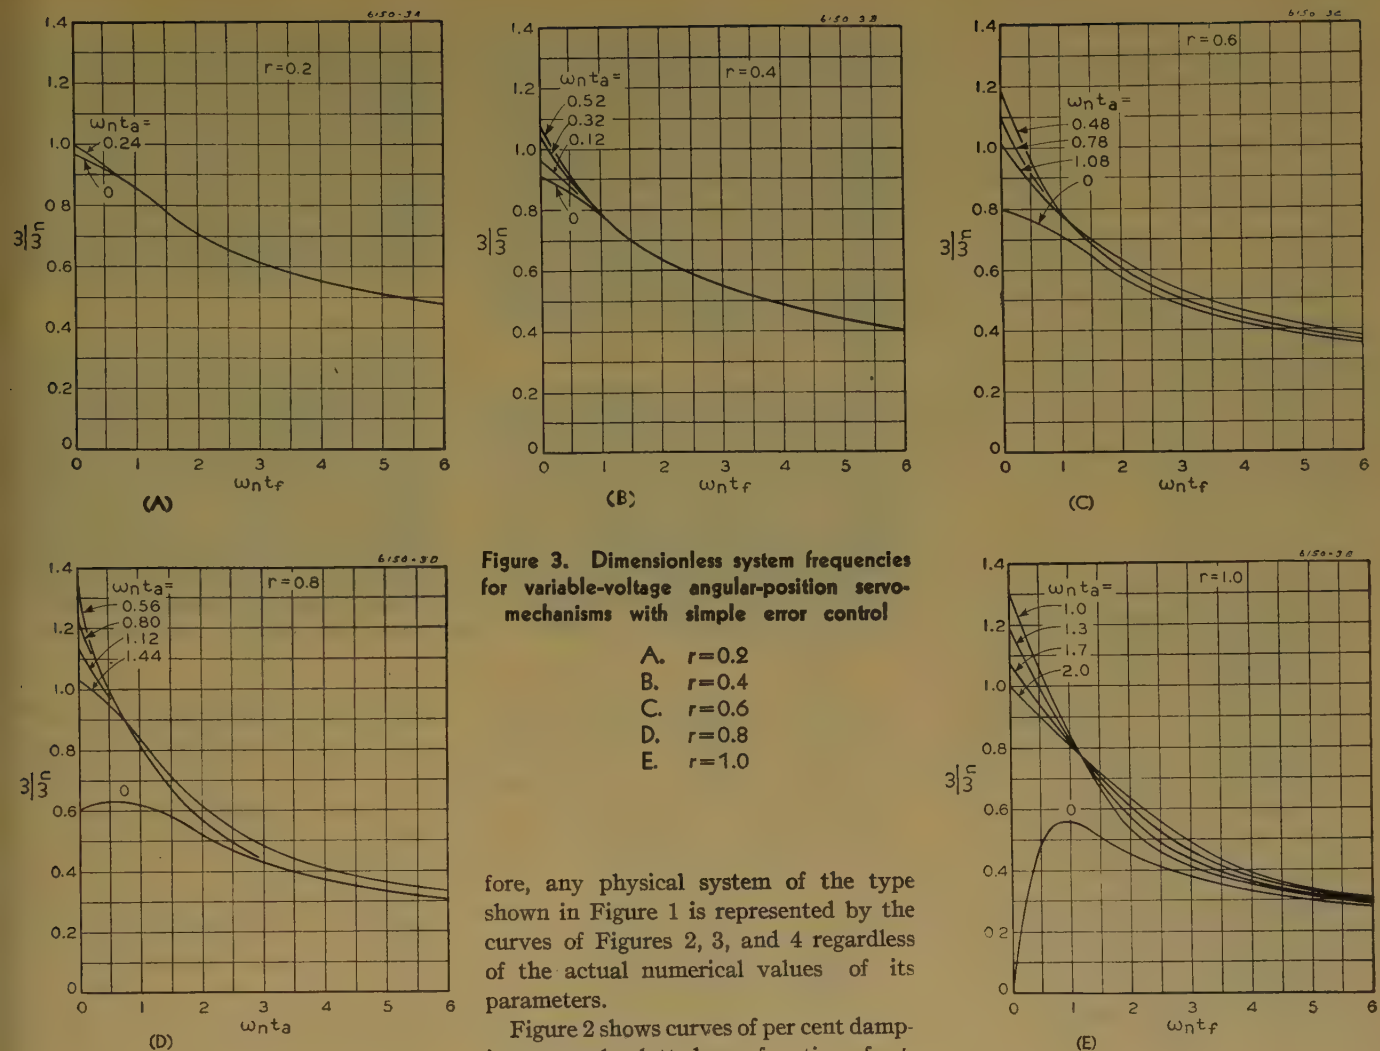 6150-3A
1.4
1.2
1.0
0.8
0.6
0.4
0.2
0
r=0.2
ωnta=
0.24
0
ω/ωn
0 1 2 3 4 5 6
ωntf
(A)
6150 3B
1.4
1.2
1.0
0.8
0.6
0.4
0.2
0
r=0.4
ωnta=
0.52
0.32
0.12
0
ω/ωn
0 1 2 3 4 5 6
ωntf
(B)
6150 3C
1.4
1.2
1.0
0.8
0.6
0.4
0.2
0
r=0.6
ωnta=
0.48
0.78
1.08
0
ω/ωn
0 1 2 3 4 5 6
ωntf
(C)
6150-3D
1.4
1.2
1.0
0.8
0.6
0.4
0.2
0
ωnta=
r=0.8
0.56
0.80
1.12
1.44
0
ω/ωn
0 1 2 3 4 5 6
ωnta
(D)
Figure 3. Dimensionless system frequencies
for variable-voltage angular-position servo-
mechanisms with simple error control
A. r=0.2
B. r=0.4
C. r=0.6
D. r=0.8
E. r=1.0
fore, any physical system of the type
shown in Figure 1 is represented by the
curves of Figures 2, 3, and 4 regardless
of the actual numerical values of its
parameters.
Figure 2 shows curves of per cent damp-
1.4
1.2
1.0
0.8
0.6
0.4
0.2
0
r=1.0
ωnta=
1.0
1.3
1.7
2.0
0
ω/ωn
0 1 2 3 4 5 6
ωntf
(E)